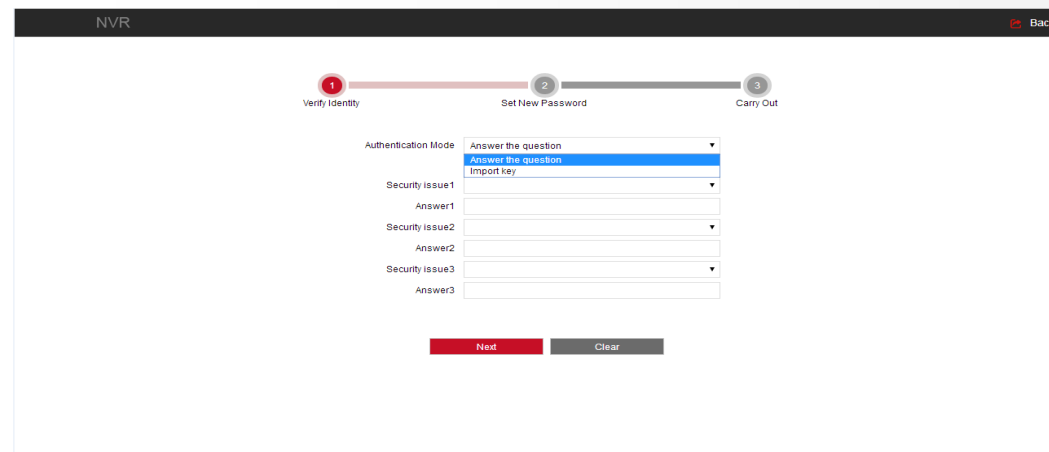 NVR Bac
1 2 3
Verify Identity Set New Password Carry Out
Authentication Mode Answer the question
Answer the question
Import key
Security issue1
Answer1
Security issue2
Answer2
Security issue3
Answer3
Next Clear